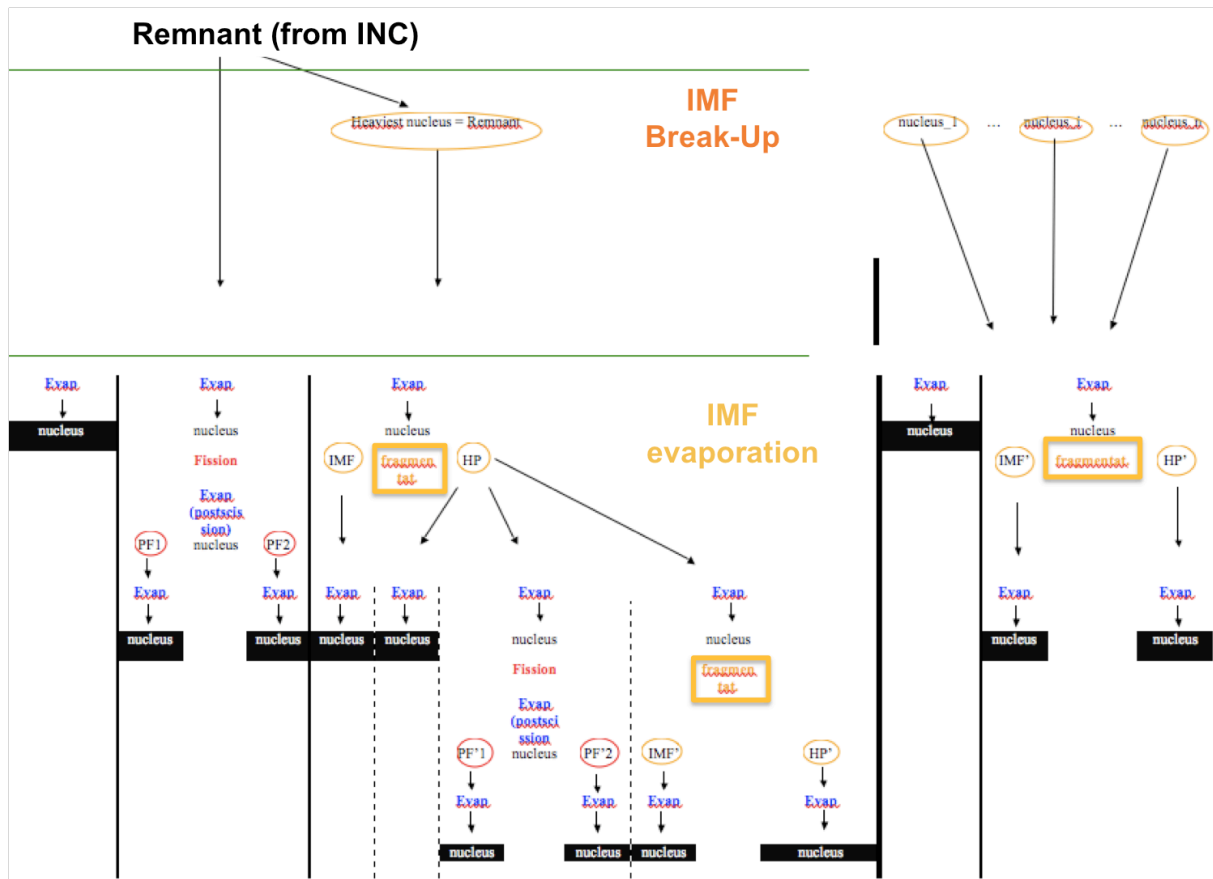 Remnant (from INC)
IMF
Break-Up
Heaviest nucleus = Remnant
nucleus_1 ... nucleus_i ... nucleus_n
Evap Evap Evap Evap Evap
nucleus nucleus nucleus nucleus nucleus
IMF
evaporation
Fission IMF fragmen HP IMF' fragmentat. HP'
tat.
Evap
(postscis
sion)
PF1 nucleus PF2
Evap Evap Evap Evap Evap Evap Evap Evap
nucleus nucleus nucleus nucleus nucleus nucleus nucleus nucleus
Fission fragmen
tat.
Evap
(postsci
ssion
PF'1 nucleus PF'2 IMF' HP'
Evap Evap Evap Evap
nucleus nucleus nucleus nucleus